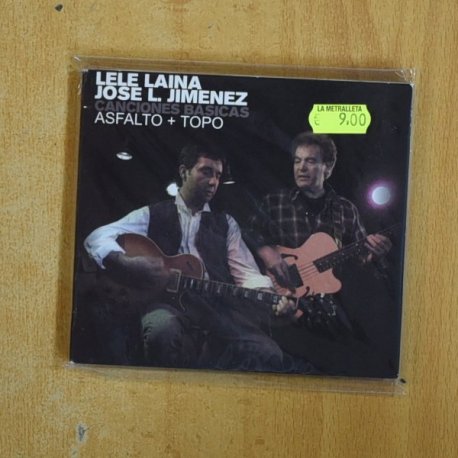 LELE LAINA
JOSE L. JIMENEZ
CANCIONES BASICAS
ASFALTO + TOPO
LA METRALLETA
€ 9.00